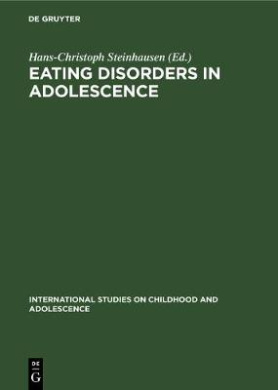 DE GRUYTER
Hans-Christoph Steinhausen (Ed.)
EATING DISORDERS IN
ADOLESCENCE
INTERNATIONAL STUDIES ON CHILDHOOD AND
ADOLESCENCE
DE
G